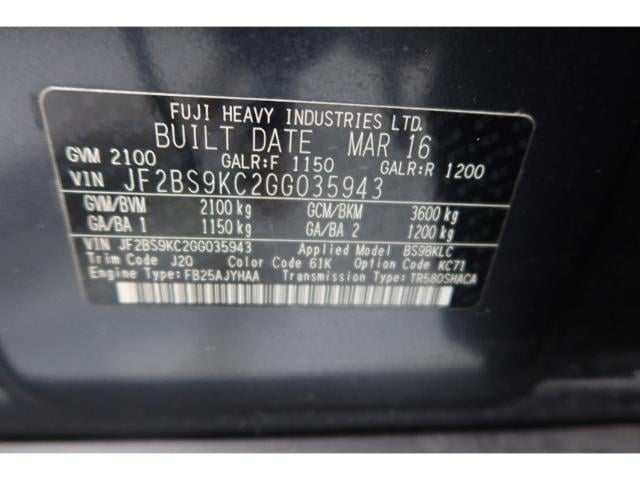 FUJI HEAVY INDUSTRIES LTD.
BUILT DATE MAR 16
GVM 2100 GALR:F 1150 GALR:R 1200
VIN JF2BS9KC2GG035943
GVM/BVM 2100 kg GCM/BKM 3600 kg
GA/BA 1 1150 kg GA/BA 2 1200 kg
VIN JF2BS9KC2GG035943 Applied Model BS9BKLC
Trim Code J20 Color Code 61K Option Code KC71
Engine Type:FB25AJYHAA Transmission Type:TR580SHACA